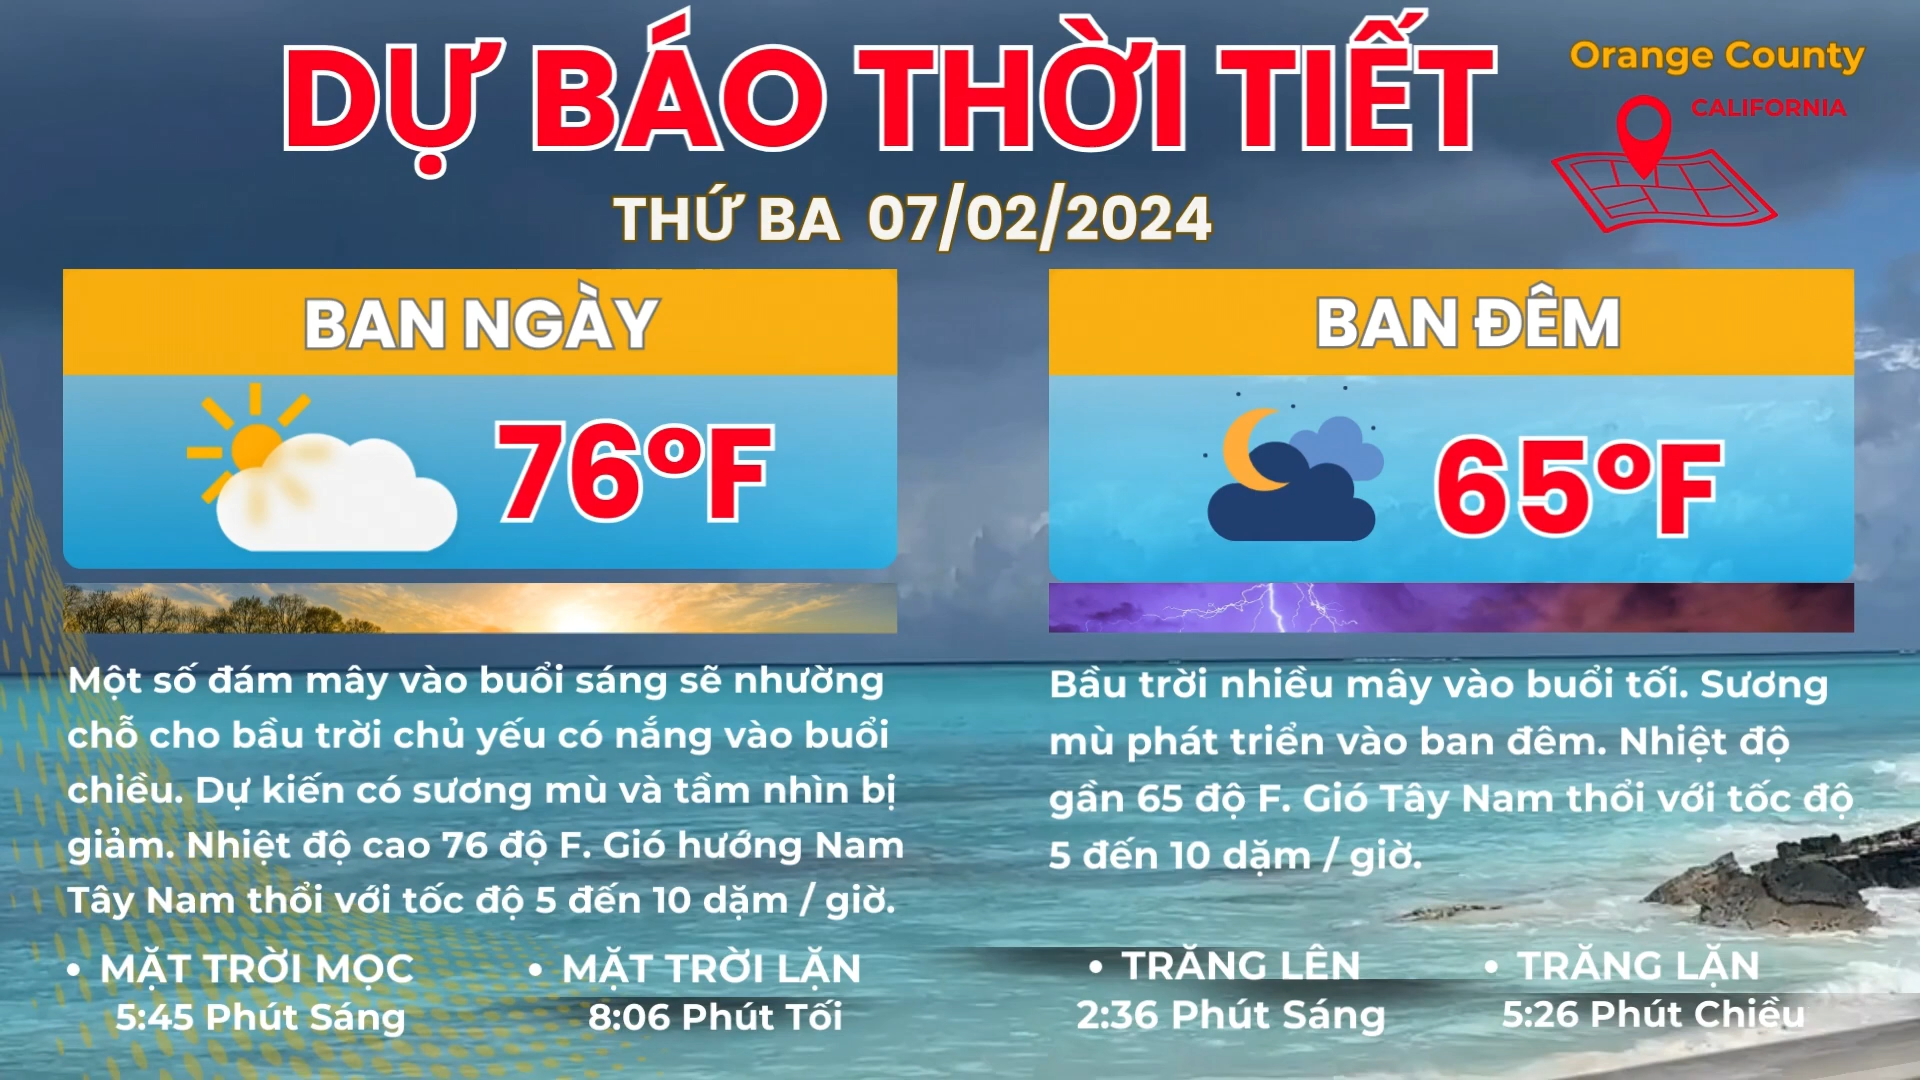 DỰ BÁO THỜI TIẾT
Orange County
CALIFORNIA
THỨ BA 07/02/2024
BAN NGÀY
76°F
Một số đám mây vào buổi sáng sẽ nhường
chỗ cho bầu trời chủ yếu có nắng vào buổi
chiều. Dự kiến có sương mù và tầm nhìn bị
giảm. Nhiệt độ cao 76 độ F. Gió hướng Nam
Tây Nam thổi với tốc độ 5 đến 10 dặm / giờ.
• MẶT TRỜI MỌC
5:45 Phút Sáng
• MẶT TRỜI LẶN
8:06 Phút Tối
BAN ĐÊM
65°F
Bầu trời nhiều mây vào buổi tối. Sương
mù phát triển vào ban đêm. Nhiệt độ
gần 65 độ F. Gió Tây Nam thổi với tốc độ
5 đến 10 dặm / giờ.
• TRĂNG LÊN
2:36 Phút Sáng
• TRĂNG LẶN
5:26 Phút Chiều